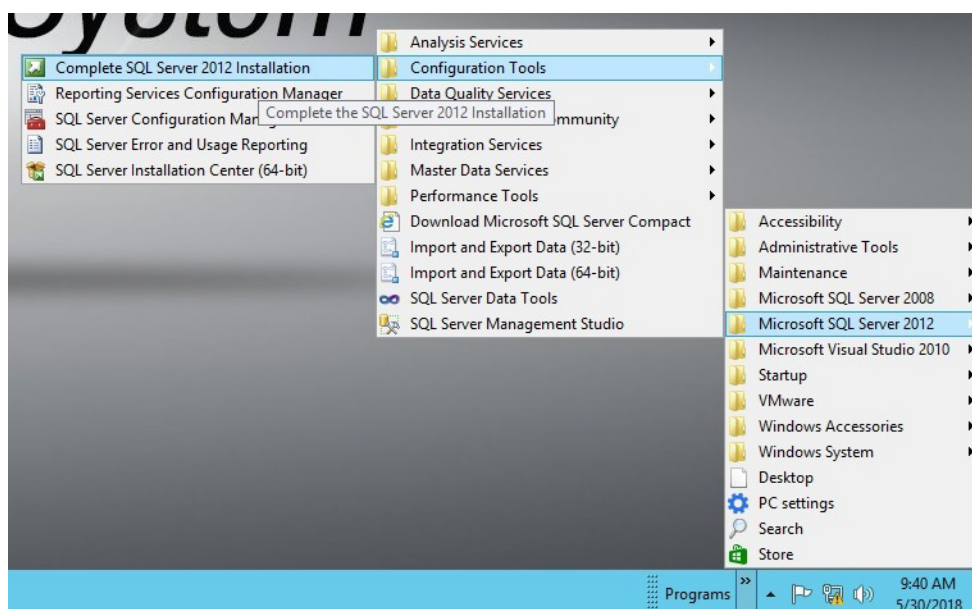 System
Complete SQL Server 2012 Installation
Reporting Services Configuration Manager
SQL Server Configuration Man
SQL Server Error and Usage Reporting
SQL Server Installation Center (64-bit)
Complete the SQL Server 2012 Installation
Analysis Services
Configuration Tools
Data Quality Services
mmunity
Integration Services
Master Data Services
Performance Tools
Download Microsoft SQL Server Compact
Import and Export Data (32-bit)
Import and Export Data (64-bit)
SQL Server Data Tools
SQL Server Management Studio
Accessibility
Administrative Tools
Maintenance
Microsoft SQL Server 2008
Microsoft SQL Server 2012
Microsoft Visual Studio 2010
Startup
VMware
Windows Accessories
Windows System
Desktop
PC settings
Search
Store
Programs
9:40 AM
5/30/2018